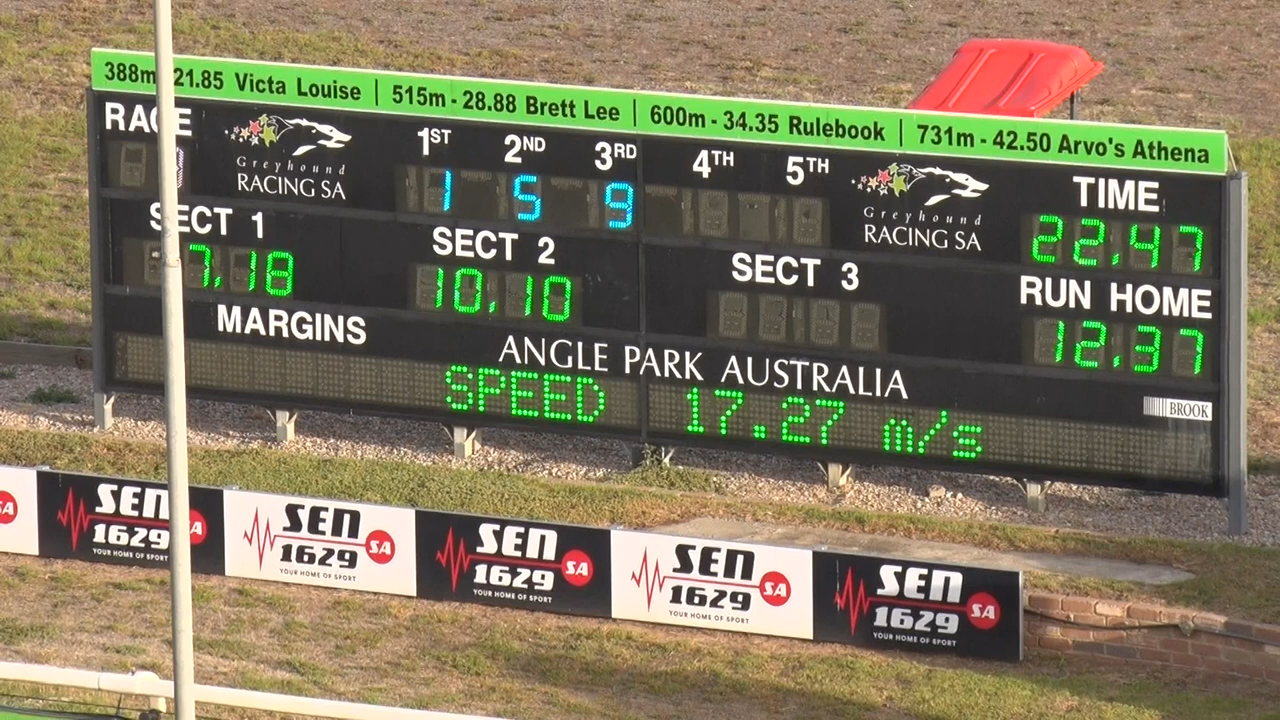 388m 21.85 Victa Louise | 515m - 28.88 Brett Lee | 600m - 34.35 Rulebook | 731m - 42.50 Arvo's Athena
RACE
Greyhound
RACING SA
1ST 2ND 3RD 4TH 5TH
1 5 9
Greyhound
RACING SA
TIME
22.47
SECT 1
7.18
SECT 2
10.10
SECT 3
RUN HOME
12.37
MARGINS
ANGLE PARK AUSTRALIA
BROOK
SPEED 17.27 m/s
SA
SEN
1629 SA
YOUR HOME OF SPORT
SEN
1629 SA
YOUR HOME OF SPORT
SEN
1629 SA
YOUR HOME OF SPORT
SEN
1629 SA
YOUR HOME OF SPORT
SEN
1629 SA
YOUR HOME OF SPORT